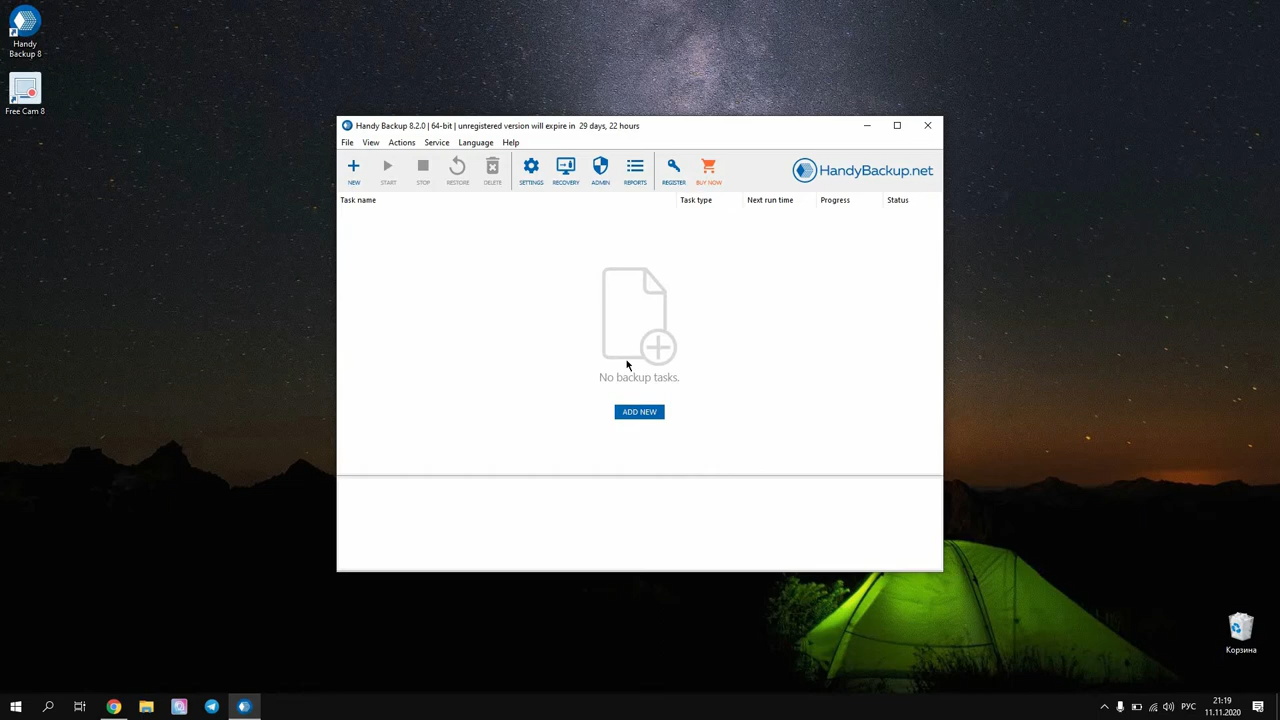 Handy
Backup 8
Free Cam 8
Handy Backup 8.2.0 | 64-bit | unregistered version will expire in 29 days, 22 hours
File View Actions Service Language Help
NEW START STOP RESTORE DELETE SETTINGS RECOVERY ADMIN REPORTS REGISTER BUY NOW
HandyBackup.net
Task name Task type Next run time Progress Status
No backup tasks.
ADD NEW
Корзина
РУС
21:19
11.11.2020